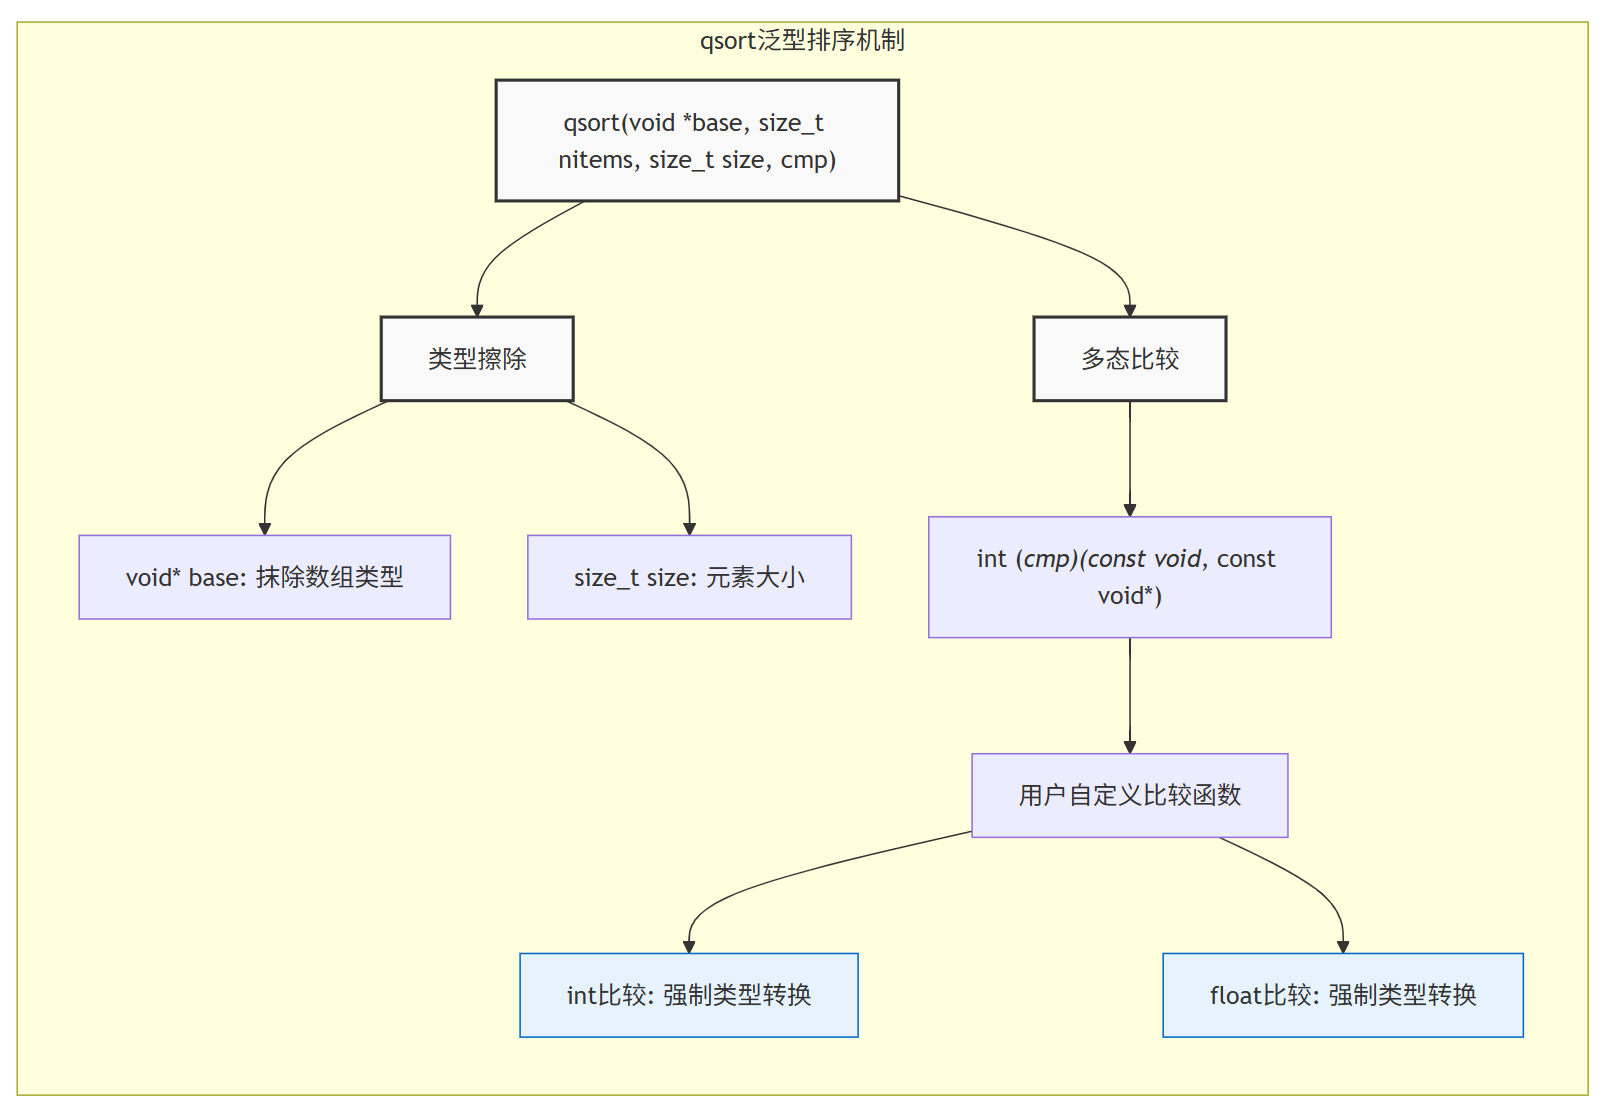 qsort泛型排序机制
qsort(void *base, size_t
nitems, size_t size, cmp)
类型擦除
多态比较
void* base: 抹除数组类型
size_t size: 元素大小
int (cmp)(const void, const
void*)
用户自定义比较函数
int比较: 强制类型转换
float比较: 强制类型转换